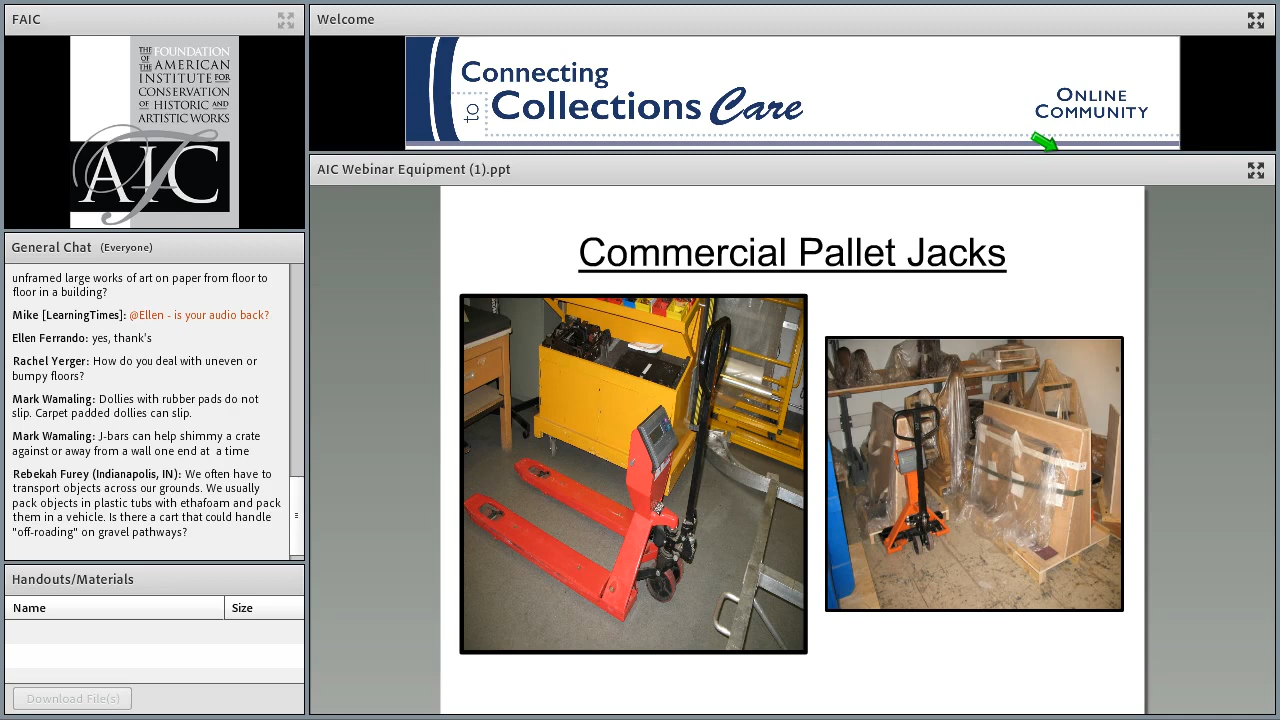 FAIC
THE FOUNDATION
OF THE AMERICAN
INSTITUTE FOR
CONSERVATION
OF HISTORIC AND
ARTISTIC WORKS
FAIC
Welcome
Connecting
to Collections Care
ONLINE
COMMUNITY
General Chat (Everyone)
unframed large works of art on paper from floor to
floor in a building?
Mike [LearningTimes]: @Ellen - is your audio back?
Ellen Ferrando: yes, thank's
Rachel Yerger: How do you deal with uneven or
bumpy floors?
Mark Wamaling: Dollies with rubber pads do not
slip. Carpet padded dollies can slip.
Mark Wamaling: J-bars can help shimmy a crate
against or away from a wall one end at a time
Rebekah Furey (Indianapolis, IN): We often have to
transport objects across our grounds. We usually
pack objects in plastic tubs with ethafoam and pack
them in a vehicle. Is there a cart that could handle
"off-roading" on gravel pathways?
Handouts/Materials
Name Size
Download File(s)
AIC Webinar Equipment (1).ppt
Commercial Pallet Jacks